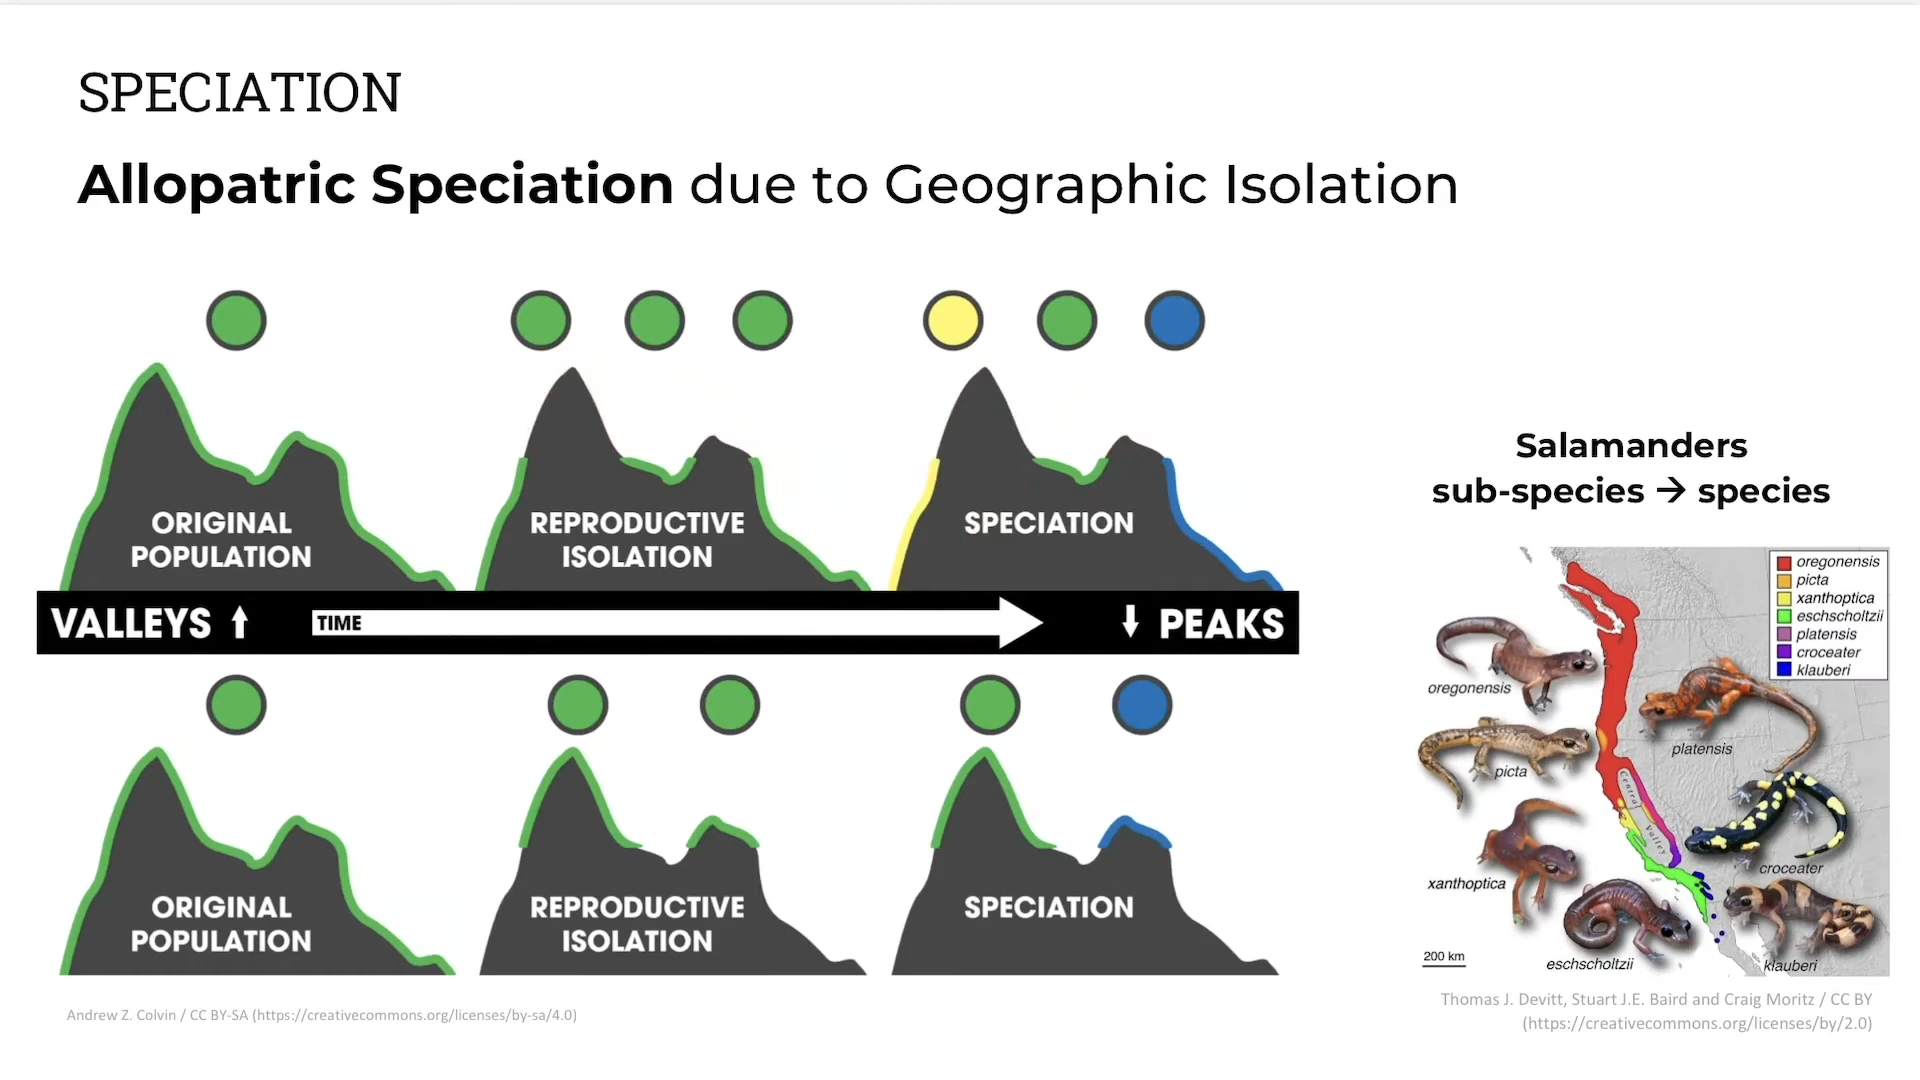 SPECIATION
Allopatric Speciation due to Geographic Isolation
ORIGINAL
POPULATION
REPRODUCTIVE
ISOLATION
SPECIATION
VALLEYS ↑
TIME
↓ PEAKS
ORIGINAL
POPULATION
REPRODUCTIVE
ISOLATION
SPECIATION
Andrew Z. Colvin / CC BY-SA (https://creativecommons.org/licenses/by-sa/4.0)
Salamanders
sub-species → species
oregonensis
picta
xanthoptica
eschscholtzii
platensis
croceater
klauberi
oregonensis
platensis
picta
Central Valley
croceater
xanthoptica
eschscholtzii
klauberi
200 km
Thomas J. Devitt, Stuart J.E. Baird and Craig Moritz / CC BY
(https://creativecommons.org/licenses/by/2.0)